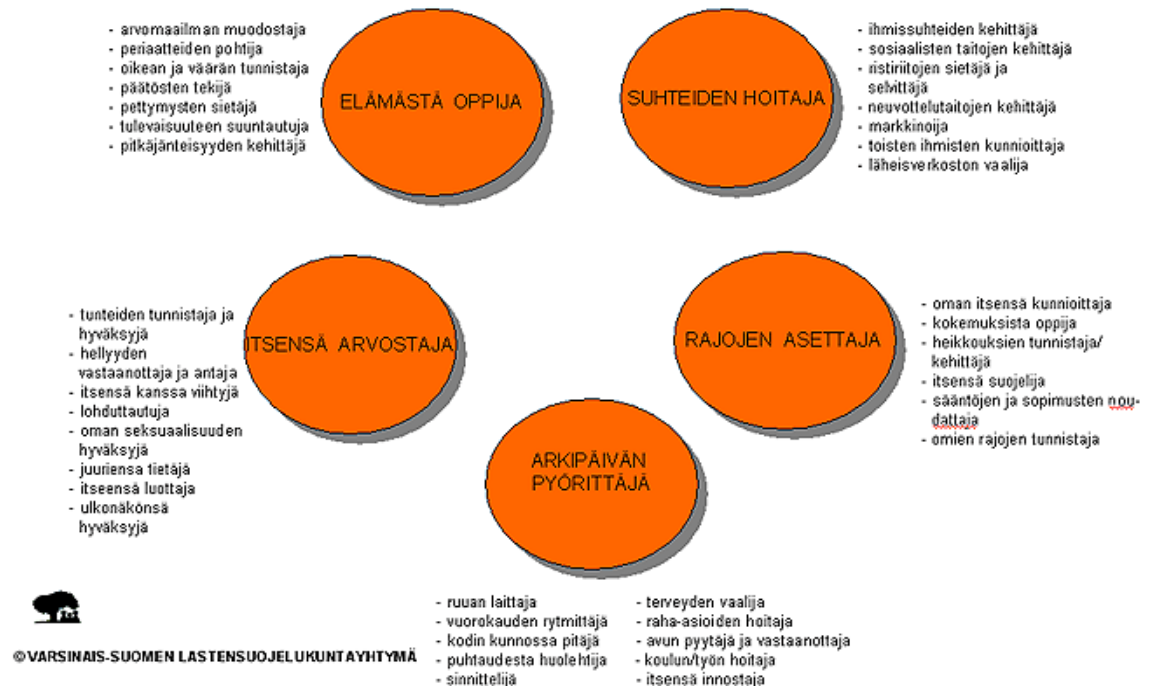 - arvomaailman muodostaja
- periaatteiden pohtija
- oikean ja väärän tunnistaja
- päätösten tekijä
- pettymysten sietäjä
- tulevaisuuteen suuntautuja
- pitkäjänteisyyden kehittäjä
ELÄMÄSTÄ OPPIJA
SUHTEIDEN HOITAJA
- ihmissuhteiden kehittäjä
- sosiaalisten taitojen kehittäjä
- ristiriitojen sietäjä ja
selvittäjä
- neuvottelutaitojen kehittäjä
- markkinoija
- toisten ihmisten kunnioittaja
- läheisverkoston vaalija
- tunteiden tunnistaja ja
hyväksyjä
- hellyyden
vastaanottaja ja antaja
- itsensä kanssa viihtyjä
- lohduttautuja
- oman seksuaalisuuden
hyväksyjä
- juuriensa tietäjä
- itseensä luottaja
- ulkonäkönsä
hyväksyjä
ITSENSÄ ARVOSTAJA
RAJOJEN ASETTAJA
- oman itsensä kunnioittaja
- kokemuksista oppija
- heikkouksien tunnistaja/
kehittäjä
- itsensä suojelija
- sääntöjen ja sopimusten nou-
dattaja
- omien rajojen tunnistaja
ARKIPÄIVÄN
PYÖRITTÄJÄ
- ruuan laittaja
- vuorokauden rytmittäjä
- kodin kunnossa pitäjä
- puhtaudesta huolehtija
- sinnittelijä
- terveyden vaalija
- raha-asioiden hoitaja
- avun pyytäjä ja vastaanottaja
- koulun/työn hoitaja
- itsensä innostaja
©VARSINAIS-SUOMEN LASTENSUOJELUKUNTAYHTYMÄ